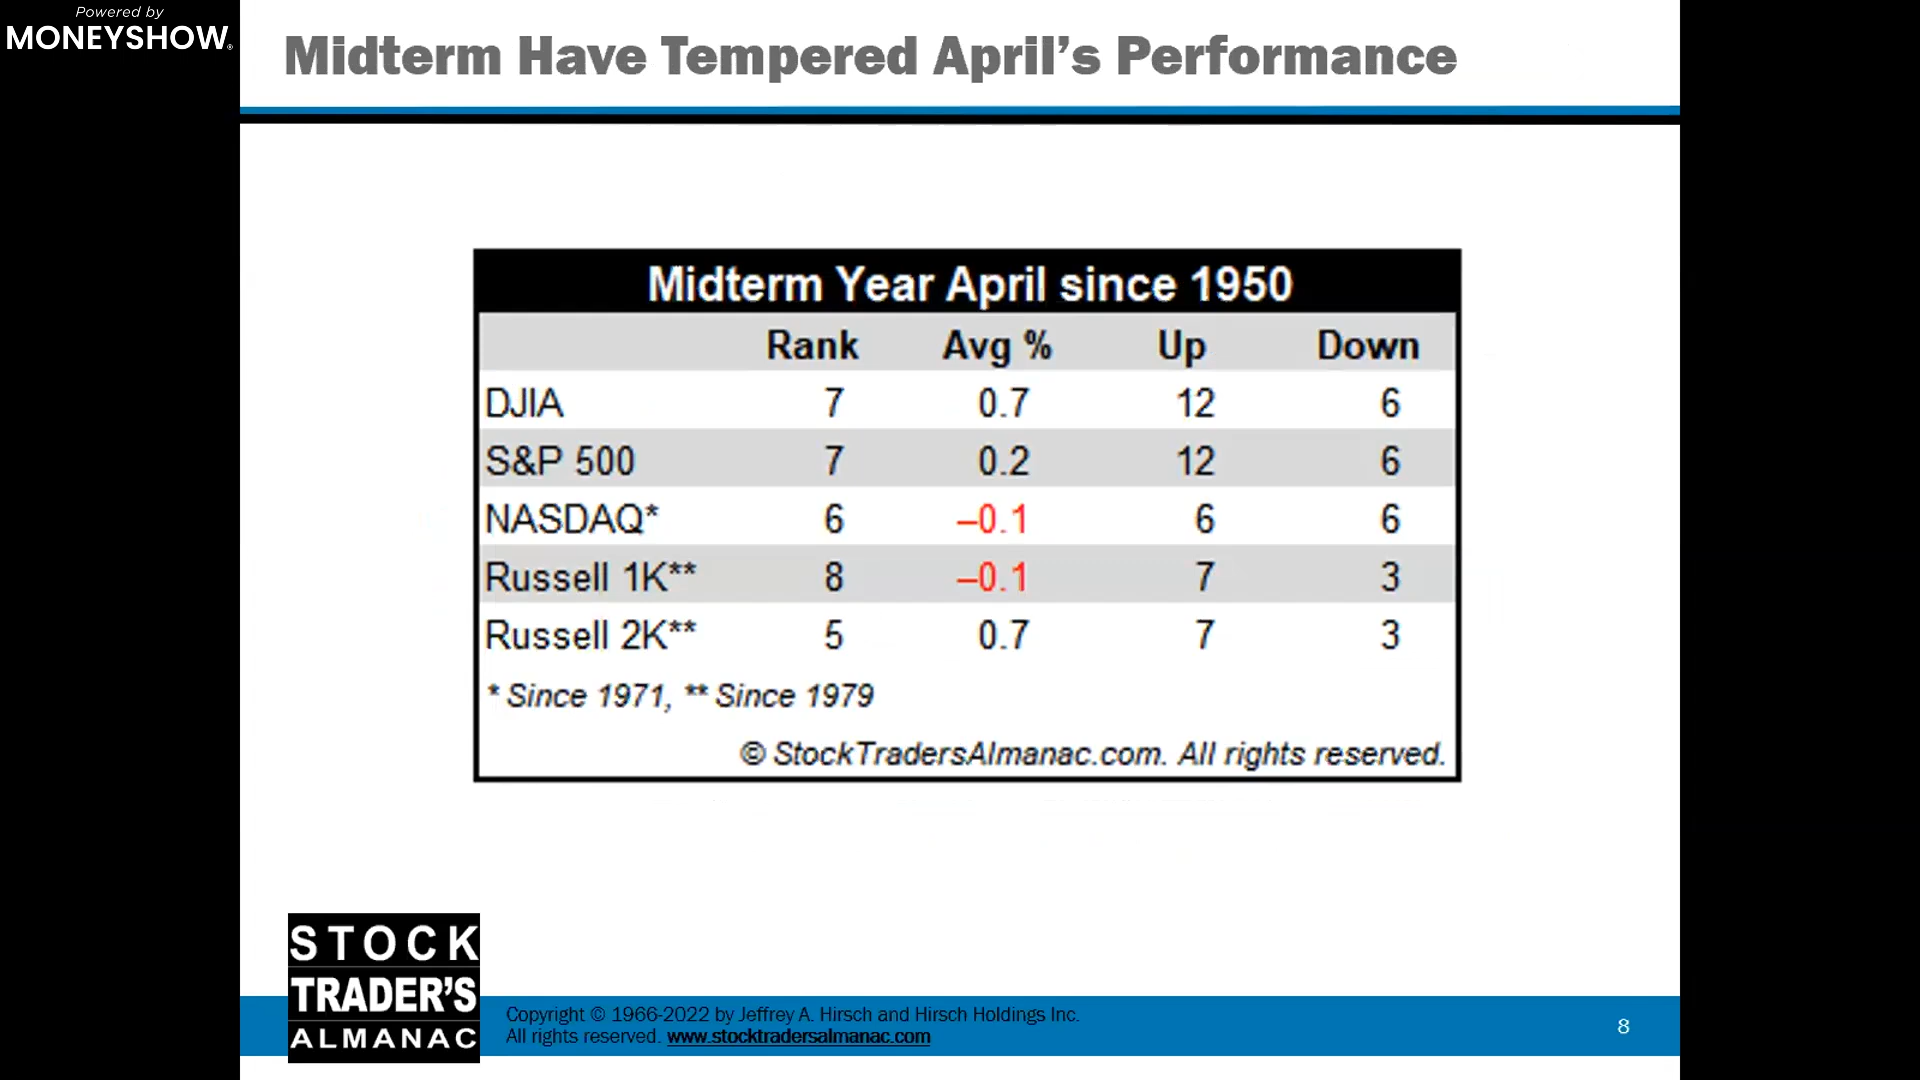 Powered by
MONEYSHOW®
Midterm Have Tempered April’s Performance
Midterm Year April since 1950
Rank Avg % Up Down
DJIA 7 0.7 12 6
S&P 500 7 0.2 12 6
NASDAQ* 6 –0.1 6 6
Russell 1K** 8 –0.1 7 3
Russell 2K** 5 0.7 7 3
* Since 1971, ** Since 1979
© StockTradersAlmanac.com. All rights reserved.
STOCK
TRADER’S
ALMANAC
Copyright © 1966-2022 by Jeffrey A. Hirsch and Hirsch Holdings Inc.
All rights reserved. www.stocktradersalmanac.com
8